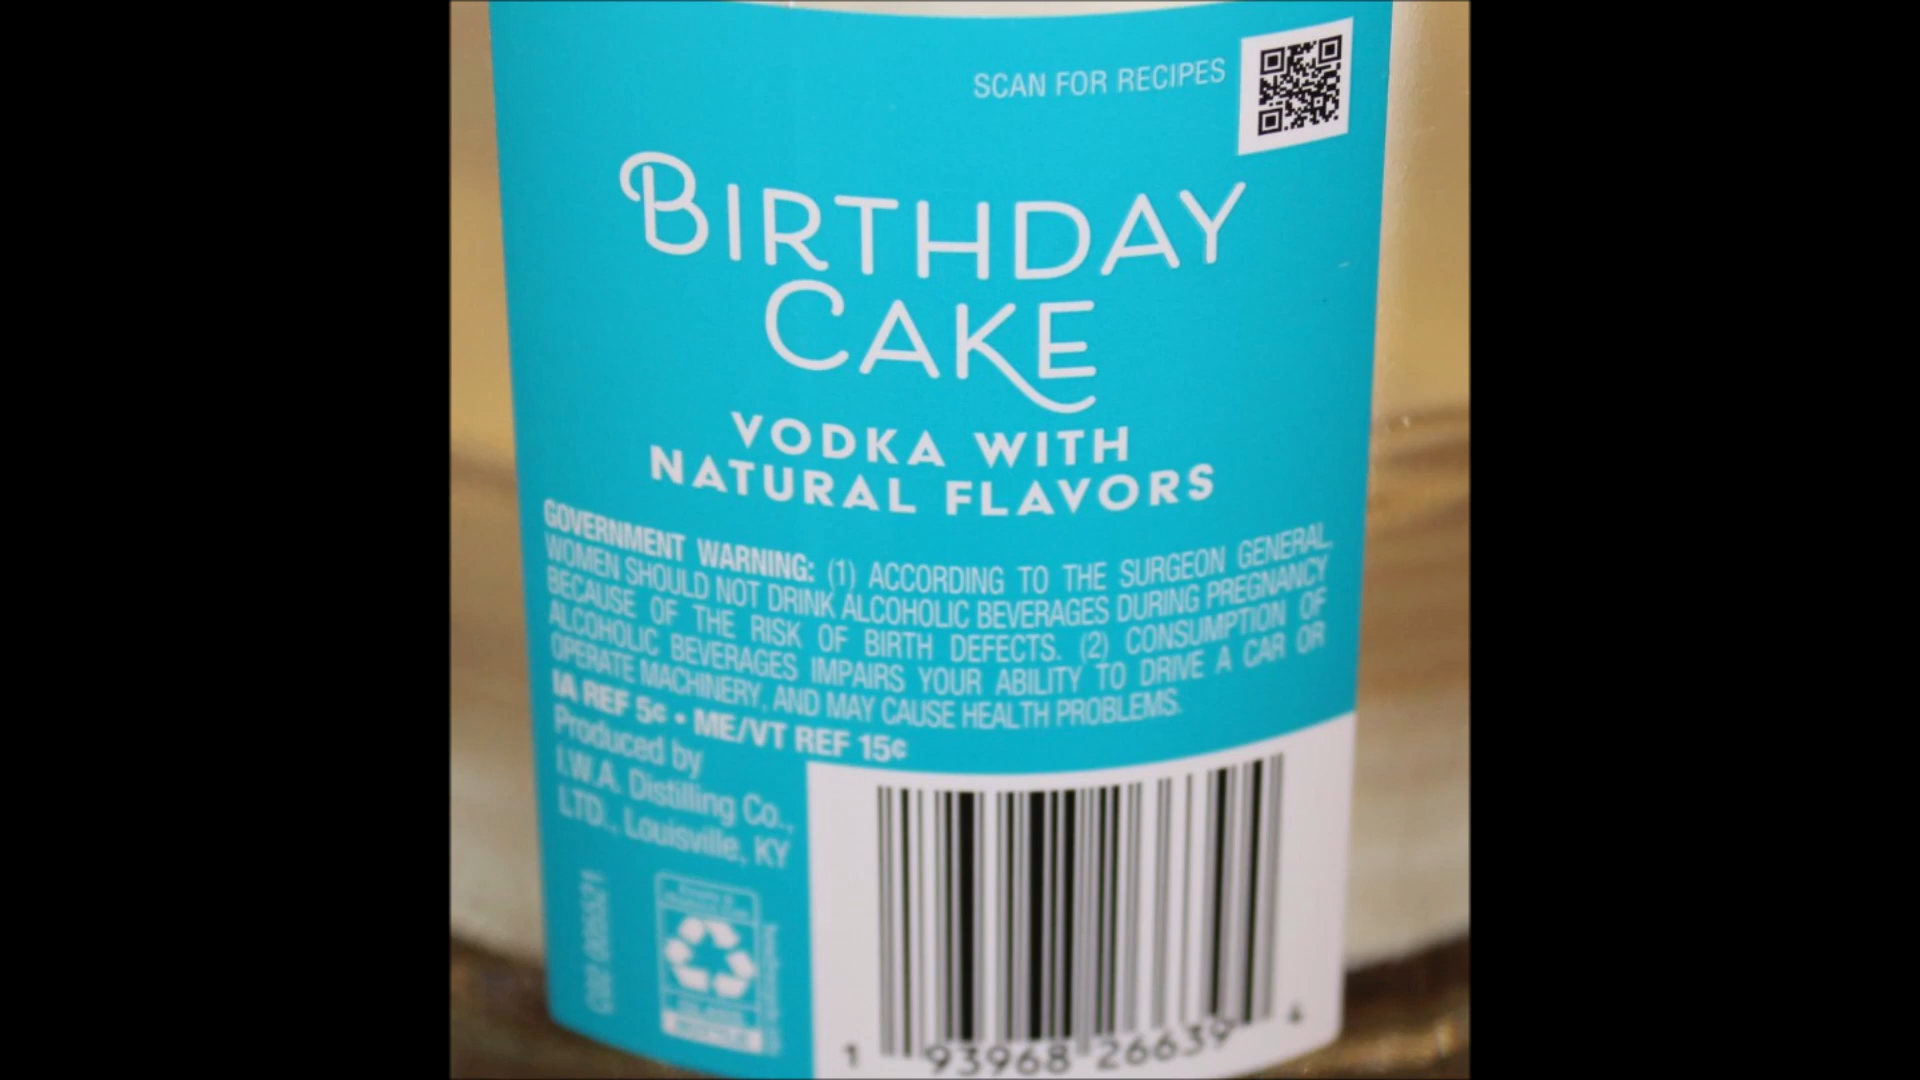 SCAN FOR RECIPES
BIRTHDAY
CAKE
VODKA WITH
NATURAL FLAVORS
GOVERNMENT WARNING: (1) ACCORDING TO THE SURGEON GENERAL,
WOMEN SHOULD NOT DRINK ALCOHOLIC BEVERAGES DURING PREGNANCY
BECAUSE OF THE RISK OF BIRTH DEFECTS. (2) CONSUMPTION OF
ALCOHOLIC BEVERAGES IMPAIRS YOUR ABILITY TO DRIVE A CAR OR
OPERATE MACHINERY, AND MAY CAUSE HEALTH PROBLEMS.
IA REF 5¢ • ME/VT REF 15¢
Produced by
I.W.A. Distilling Co.,
LTD., Louisville, KY
1 93968 26639 4